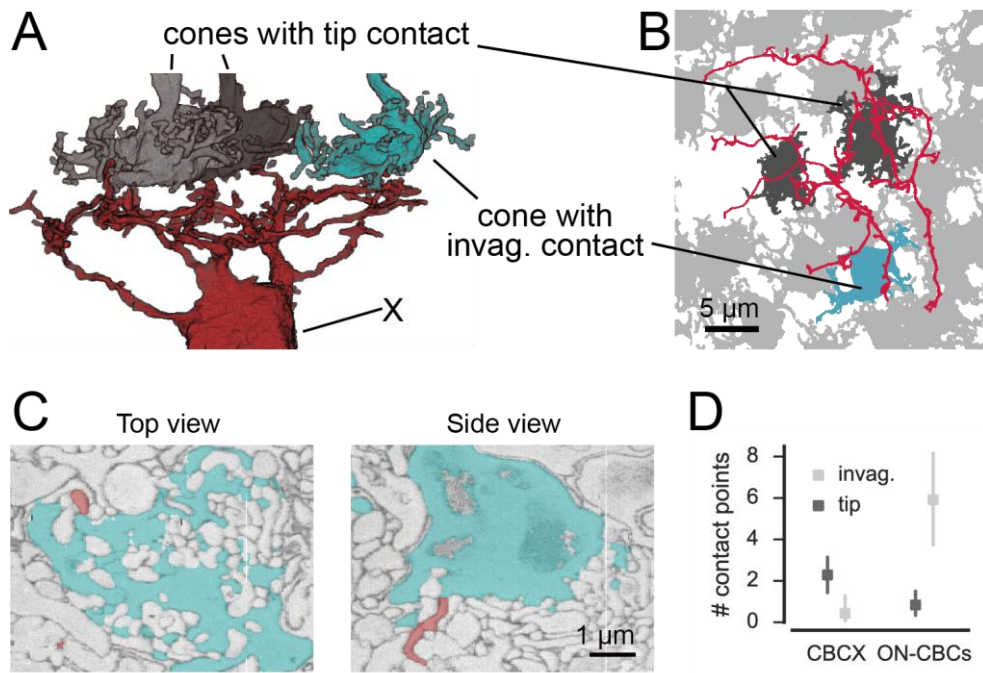 A
cones with tip contact
B
cone with
invag. contact
X
5 µm
C
Top view
Side view
1 µm
D
# contact points
8
6
4
2
0
invag.
tip
CBCX
ON-CBCs